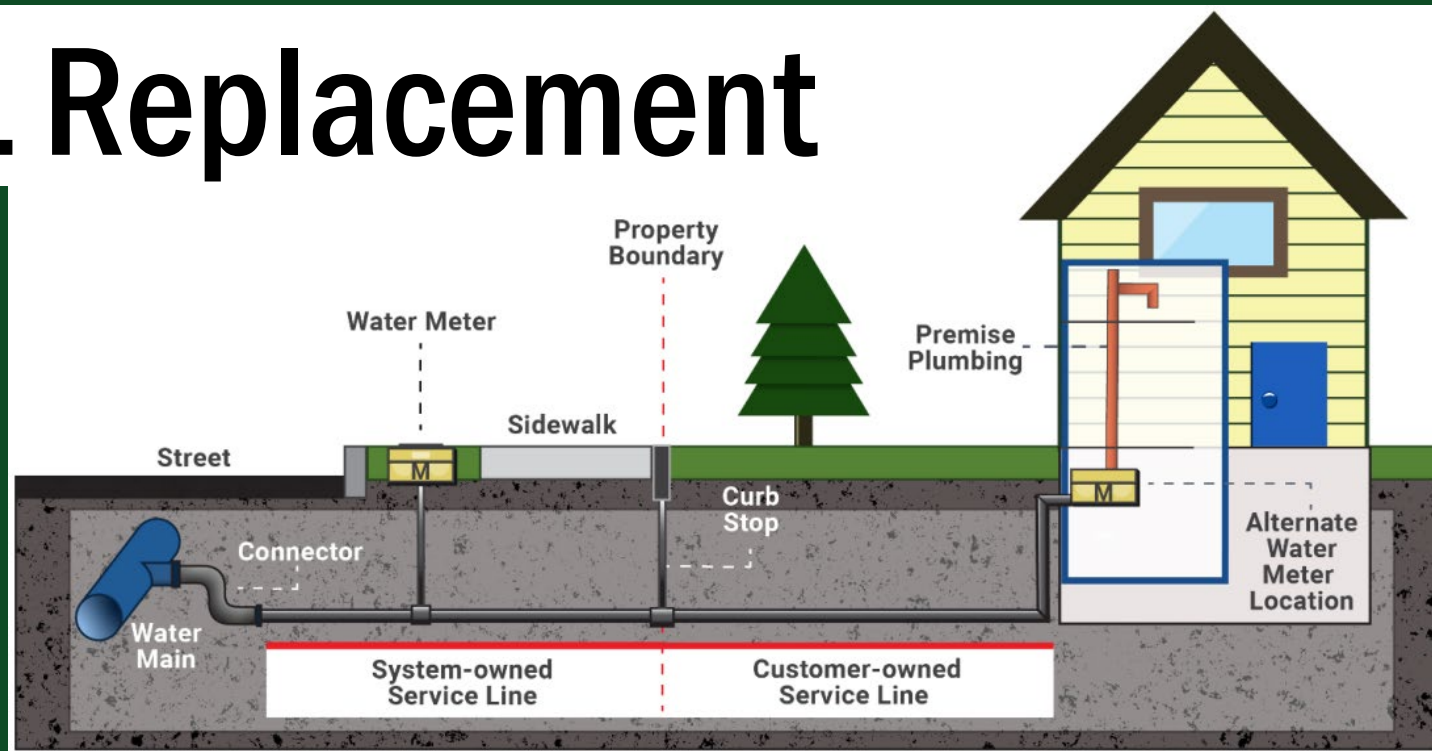 . Replacement
Property
Boundary
Water Meter
Premise
Plumbing
Sidewalk
Street
M
Curb
Stop
M
Connector
Alternate
Water
Meter
Location
Water
Main
System-owned
Service Line
Customer-owned
Service Line